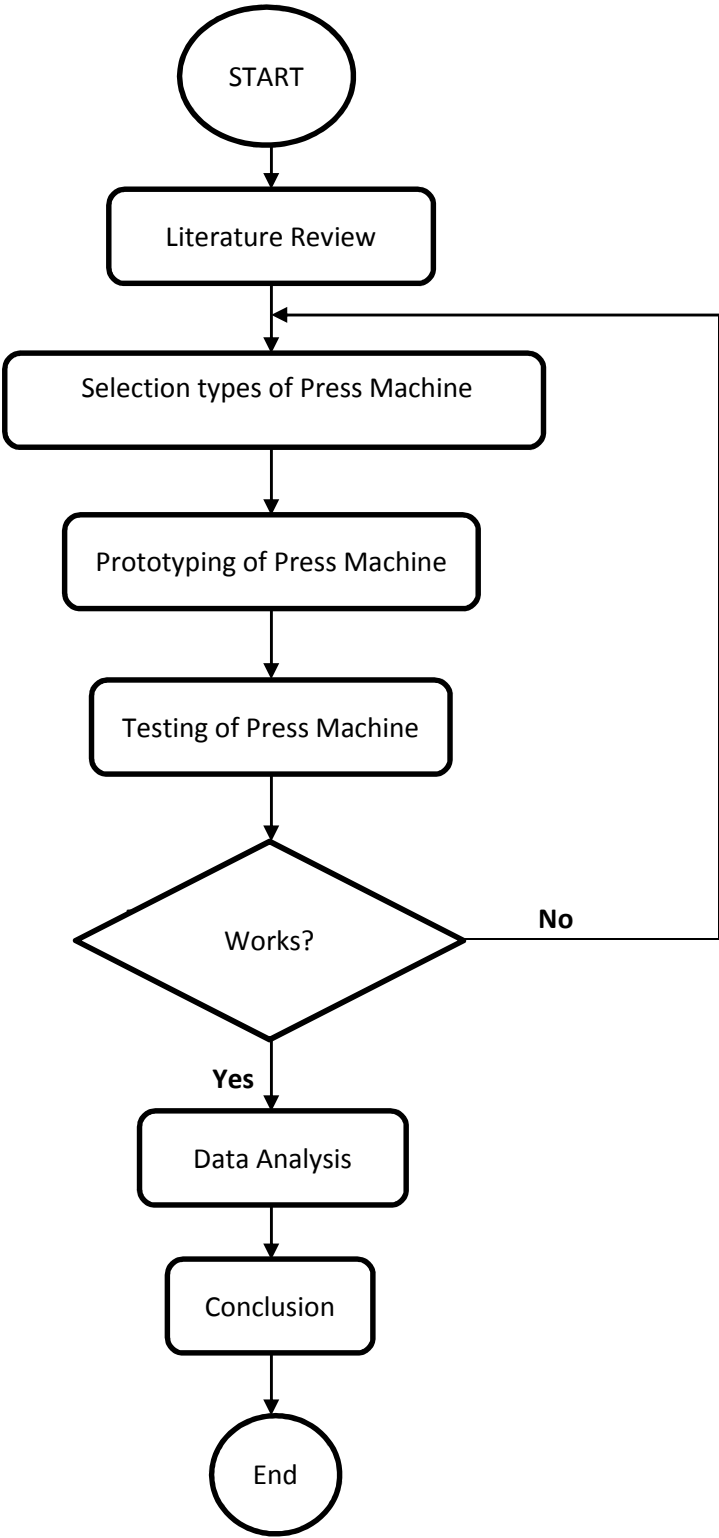 START
Literature Review
Selection types of Press Machine
Prototyping of Press Machine
Testing of Press Machine
Works?
No
Yes
Data Analysis
Conclusion
End